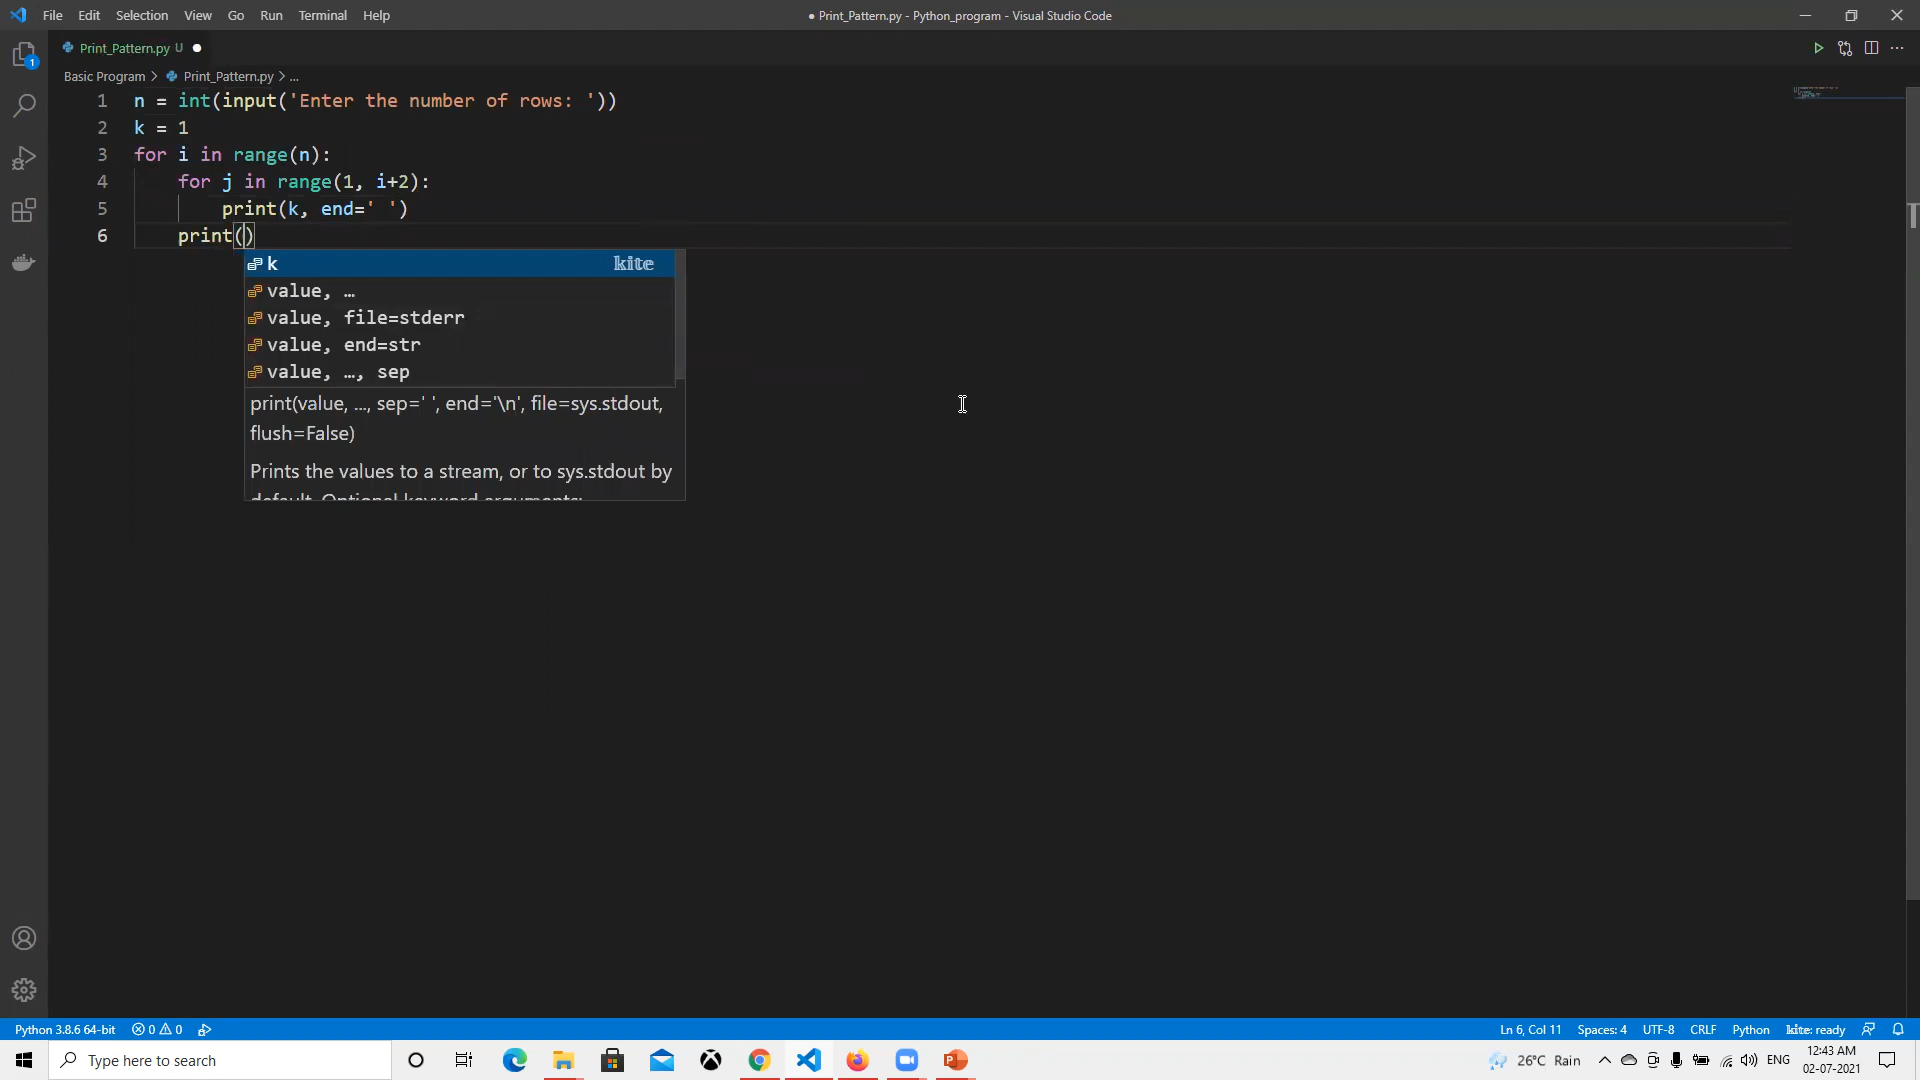 File Edit Selection View Go Run Terminal Help
● Print_Pattern.py - Python_program - Visual Studio Code
Print_Pattern.py U ●
Basic Program > Print_Pattern.py > ...
1 n = int(input('Enter the number of rows: '))
2 k = 1
3 for i in range(n):
4 for j in range(1, i+2):
5 print(k, end=' ')
6 print()
k kite
value, …
value, file=stderr
value, end=str
value, …, sep
print(value, ..., sep=' ', end='\n', file=sys.stdout,
flush=False)
Prints the values to a stream, or to sys.stdout by
default. Optional keyword arguments:
1
Python 3.8.6 64-bit 0 0 Ln 6, Col 11 Spaces: 4 UTF-8 CRLF Python kite: ready
Type here to search 26°C Rain ENG 12:43 AM
02-07-2021